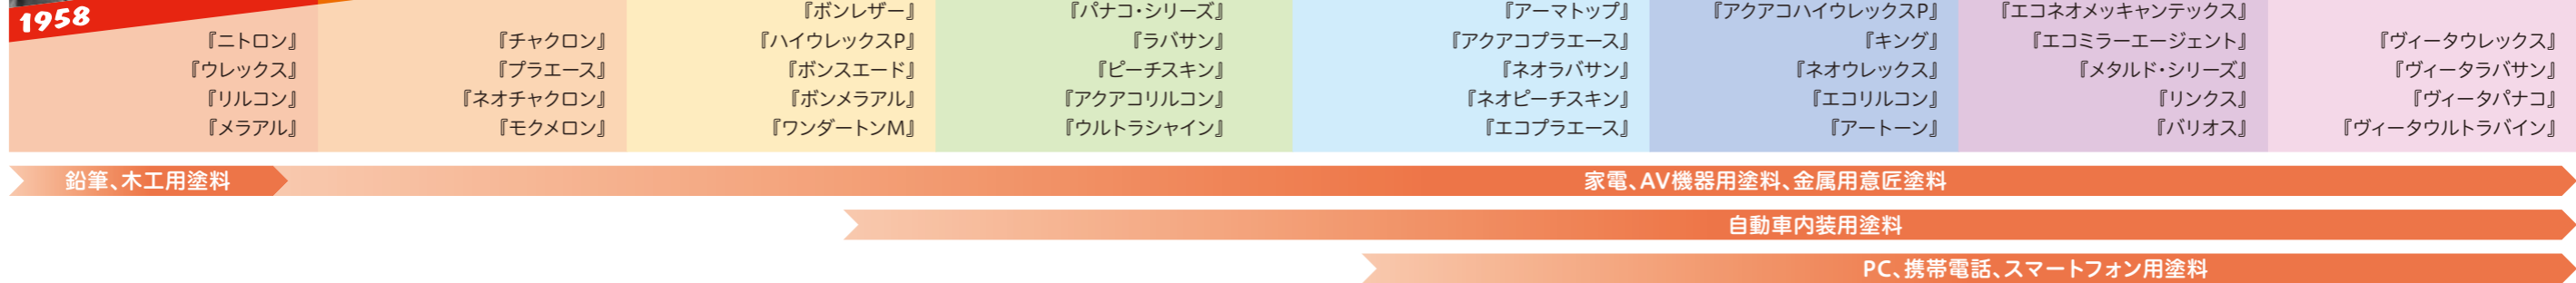 1958
『ニトロン』
『ウレックス』
『リルコン』
『メラアル』
『チャクロン』
『プラエース』
『ネオチャクロン』
『モクメロン』
『ボンレザー』
『ハイウレックスP』
『ボンスエード』
『ボンメラアル』
『ワンダートンM』
『パナコ・シリーズ』
『ラバサン』
『ピーチスキン』
『アクアコリルコン』
『ウルトラシャイン』
『アーマトップ』
『アクアコプラエース』
『ネオラバサン』
『ネオピーチスキン』
『エコプラエース』
『アクアコハイウレックスP』
『キング』
『ネオウレックス』
『エコリルコン』
『アートーン』
『エコネオメッキャンテックス』
『エコミラーエージェント』
『メタルド・シリーズ』
『リンクス』
『バリオス』
『ヴィータウレックス』
『ヴィータラバサン』
『ヴィータパナコ』
『ヴィータウルトラバイン』
鉛筆、木工用塗料
家電、AV機器用塗料、金属用意匠塗料
自動車内装用塗料
PC、携帯電話、スマートフォン用塗料